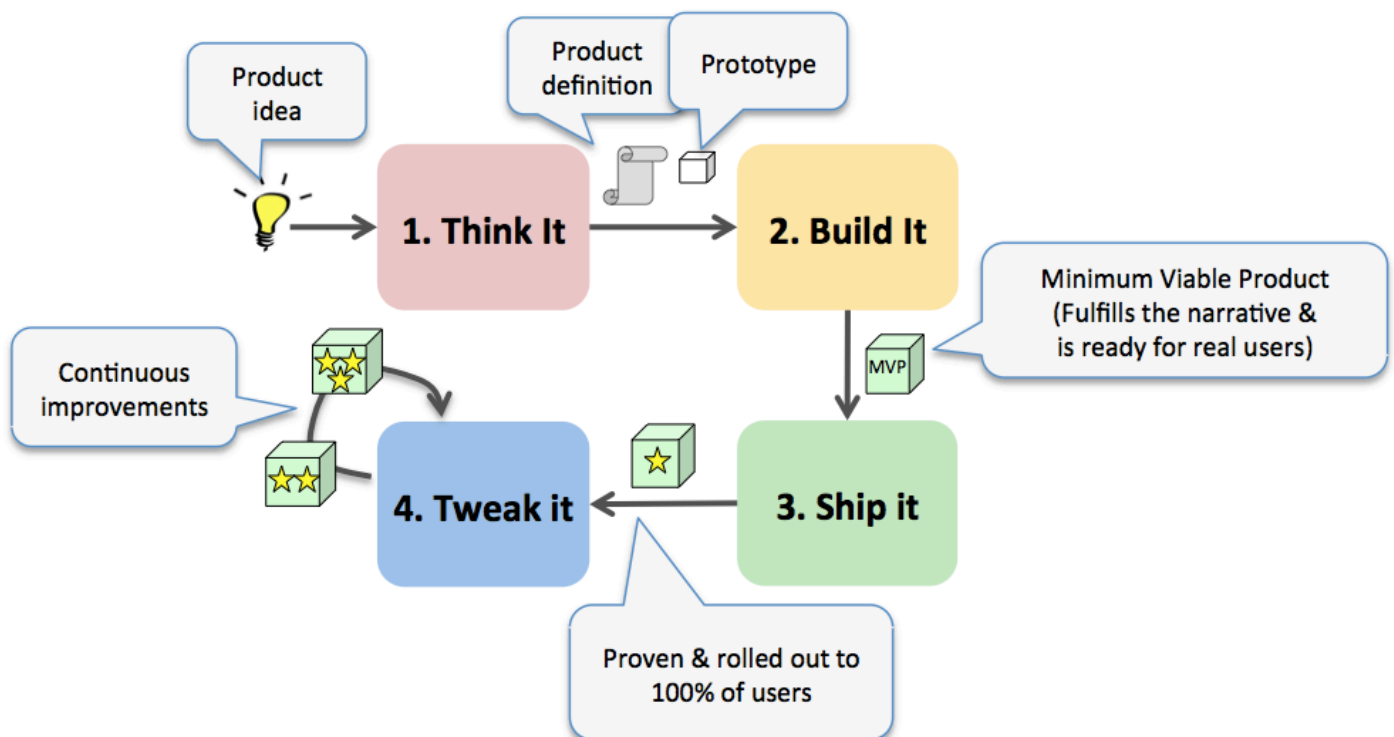 Product
idea
Product
definition
Prototype
1. Think It
2. Build It
Minimum Viable Product
(Fulfills the narrative &
is ready for real users)
MVP
Continuous
improvements
4. Tweak it
3. Ship it
Proven & rolled out to
100% of users